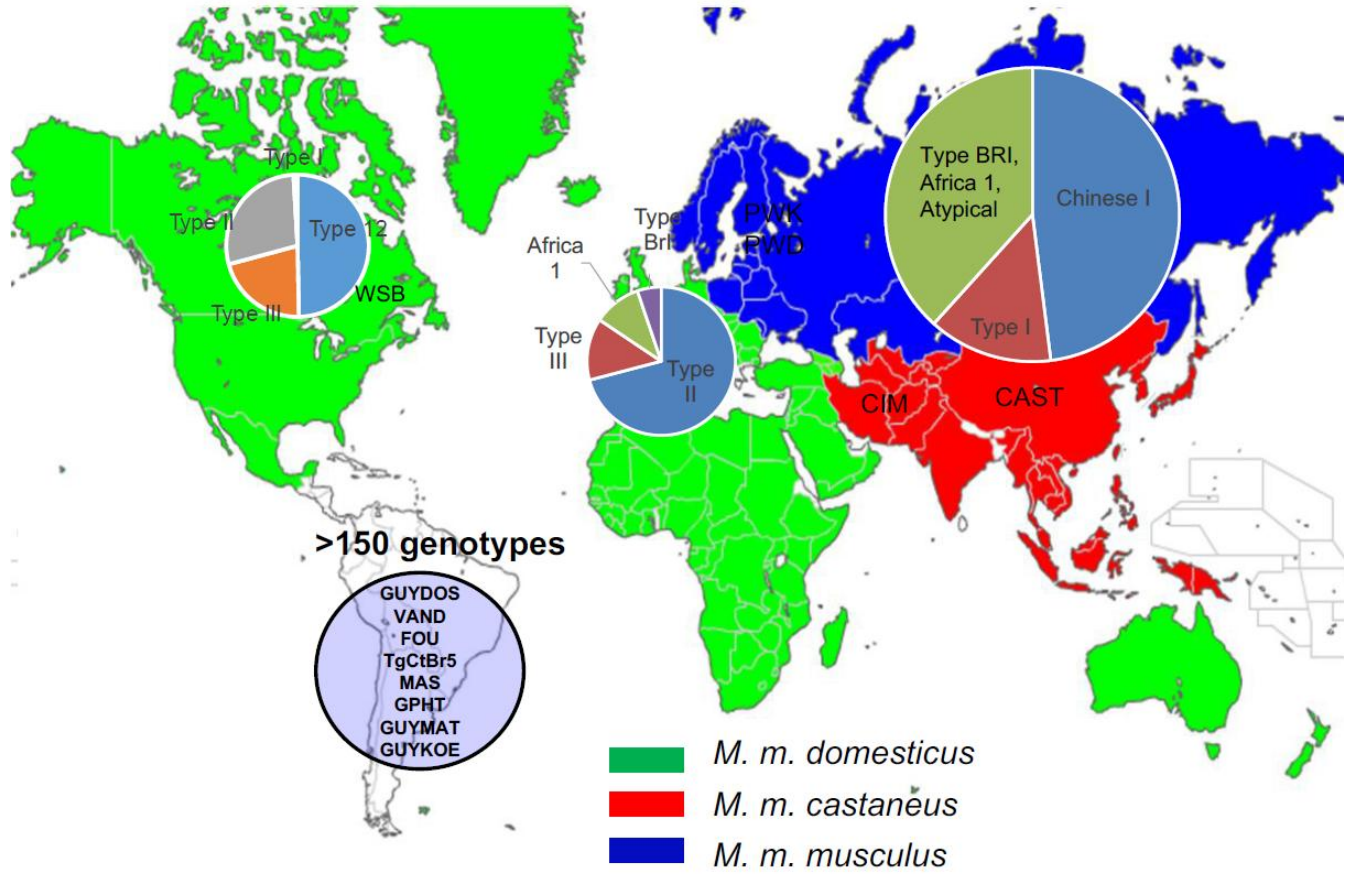 Type I
Type II
Type 12
WSB
Type III
Africa
1
Type
BrI
Type
III
Type
II
PWK
PWD
Type BRI,
Africa 1,
Atypical
Chinese I
Type I
CIM
CAST
>150 genotypes
GUYDOS
VAND
FOU
TgCtBr5
MAS
GPHT
GUYMAT
GUYKOE
M. m. domesticus
M. m. castaneus
M. m. musculus